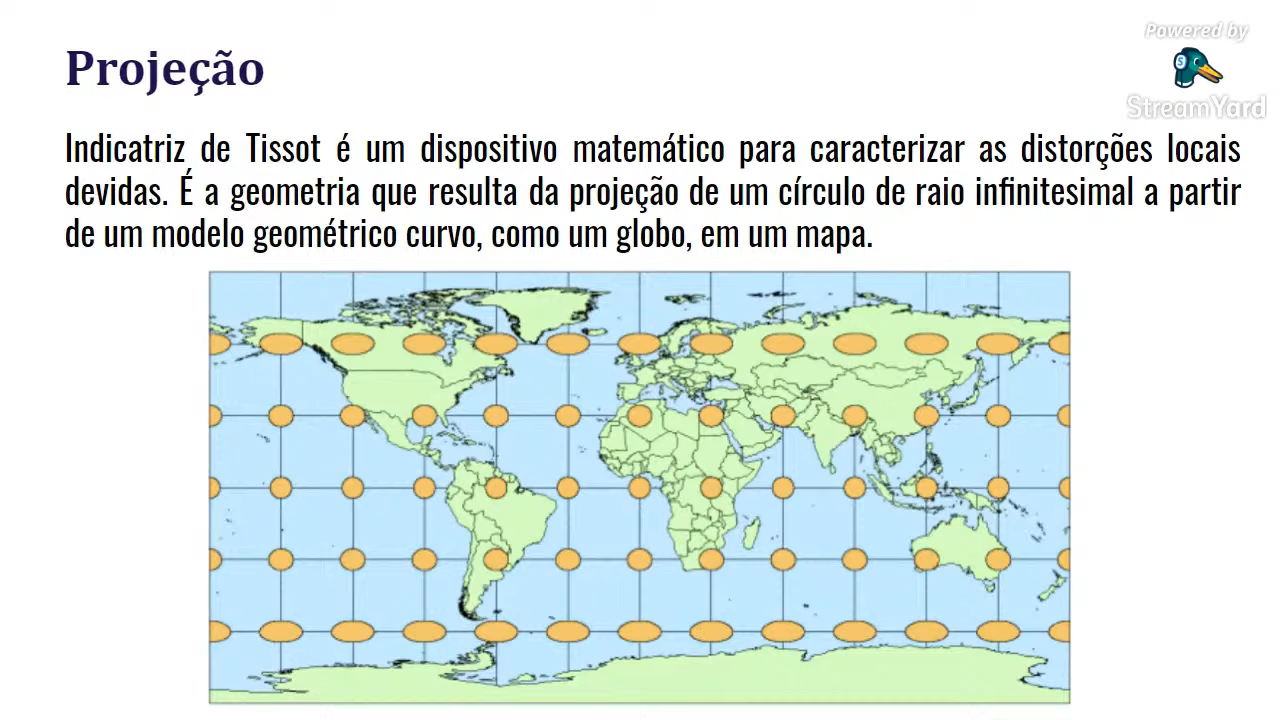 Powered by
StreamYard
Projeção
Indicatriz de Tissot é um dispositivo matemático para caracterizar as distorções locais
devidas. É a geometria que resulta da projeção de um círculo de raio infinitesimal a partir
de um modelo geométrico curvo, como um globo, em um mapa.